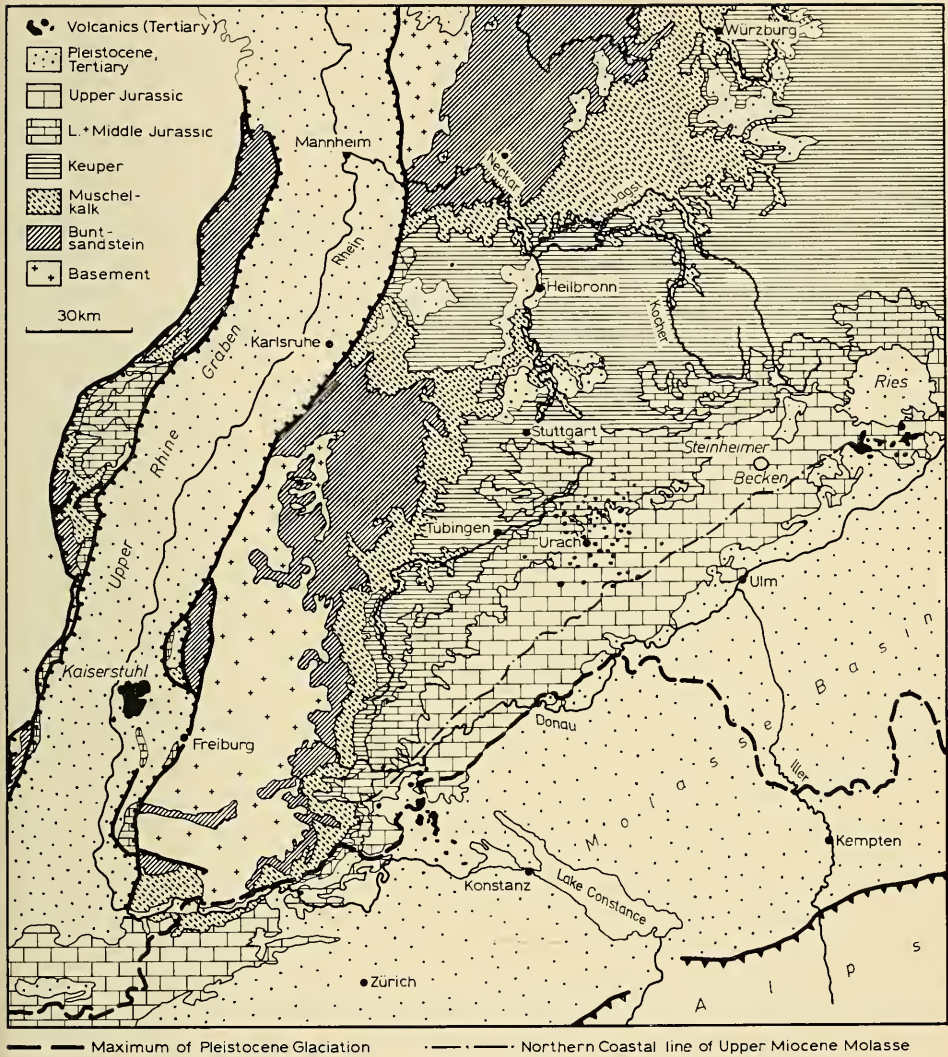 Volcanics (Tertiary)
Pleistocene,
Tertiary
Upper Jurassic
L.+ Middle Jurassic
Keuper
Muschel-
kalk
Bunt-
sandstein
Basement
30km
Würzburg
Mannheim
Neckar
Jagst
Rhein
Heilbronn
Kocher
Karlsruhe
Upper Rhine Graben
Ries
Stuttgart
Steinheimer
Becken
Tübingen
Urach
Ulm
Kaiserstuhl
Freiburg
Donau
Iller
Molasse Basin
Kempten
Konstanz
Lake Constance
Zürich
Alps
Maximum of Pleistocene Glaciation
Northern Coastal line of Upper Miocene Molasse